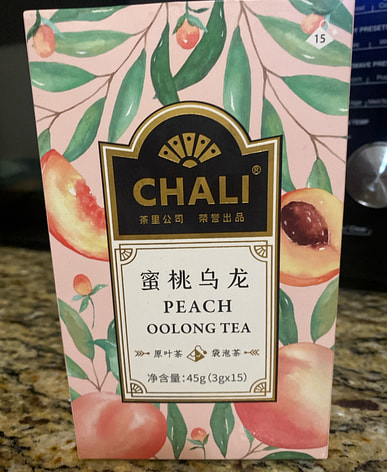 15
CHALI®
茶里公司 荣誉出品
蜜桃乌龙
PEACH
OOLONG TEA
原叶茶 袋泡茶
净含量:45g(3gx15)